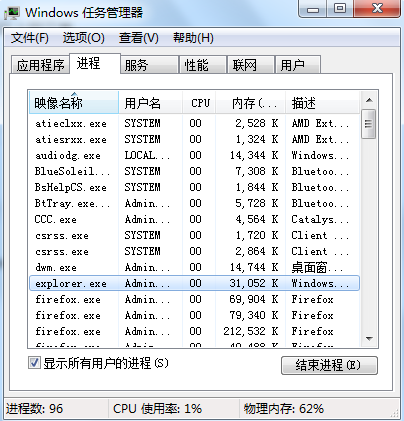 Windows 任务管理器
文件(F) 选项(O) 查看(V) 帮助(H)
应用程序 进程 服务 性能 联网 用户
映像名称 用户名 CPU 内存(... 描述
atieclxx.exe SYSTEM 00 2,528 K AMD Ext...
atiesrxx.exe SYSTEM 00 1,324 K AMD Ext...
audiodg.exe LOCAL... 00 14,344 K Windows...
BlueSoleil... SYSTEM 00 7,308 K Bluetoo...
BsHelpCS.exe SYSTEM 00 1,844 K Bluetoo...
BtTray.exe Admin... 00 5,728 K Bluetoo...
CCC.exe Admin... 00 4,564 K Catalys...
csrss.exe SYSTEM 00 1,720 K Client ...
csrss.exe SYSTEM 00 2,864 K Client ...
dwm.exe Admin... 00 14,744 K 桌面窗...
explorer.exe Admin... 00 31,052 K Windows...
firefox.exe Admin... 00 69,904 K Firefox
firefox.exe Admin... 00 79,340 K Firefox
firefox.exe Admin... 00 212,532 K Firefox
firefox.exe Admin... 00 40,488 K Firefox
显示所有用户的进程(S) 结束进程(E)
进程数: 96 CPU 使用率: 1% 物理内存: 62%